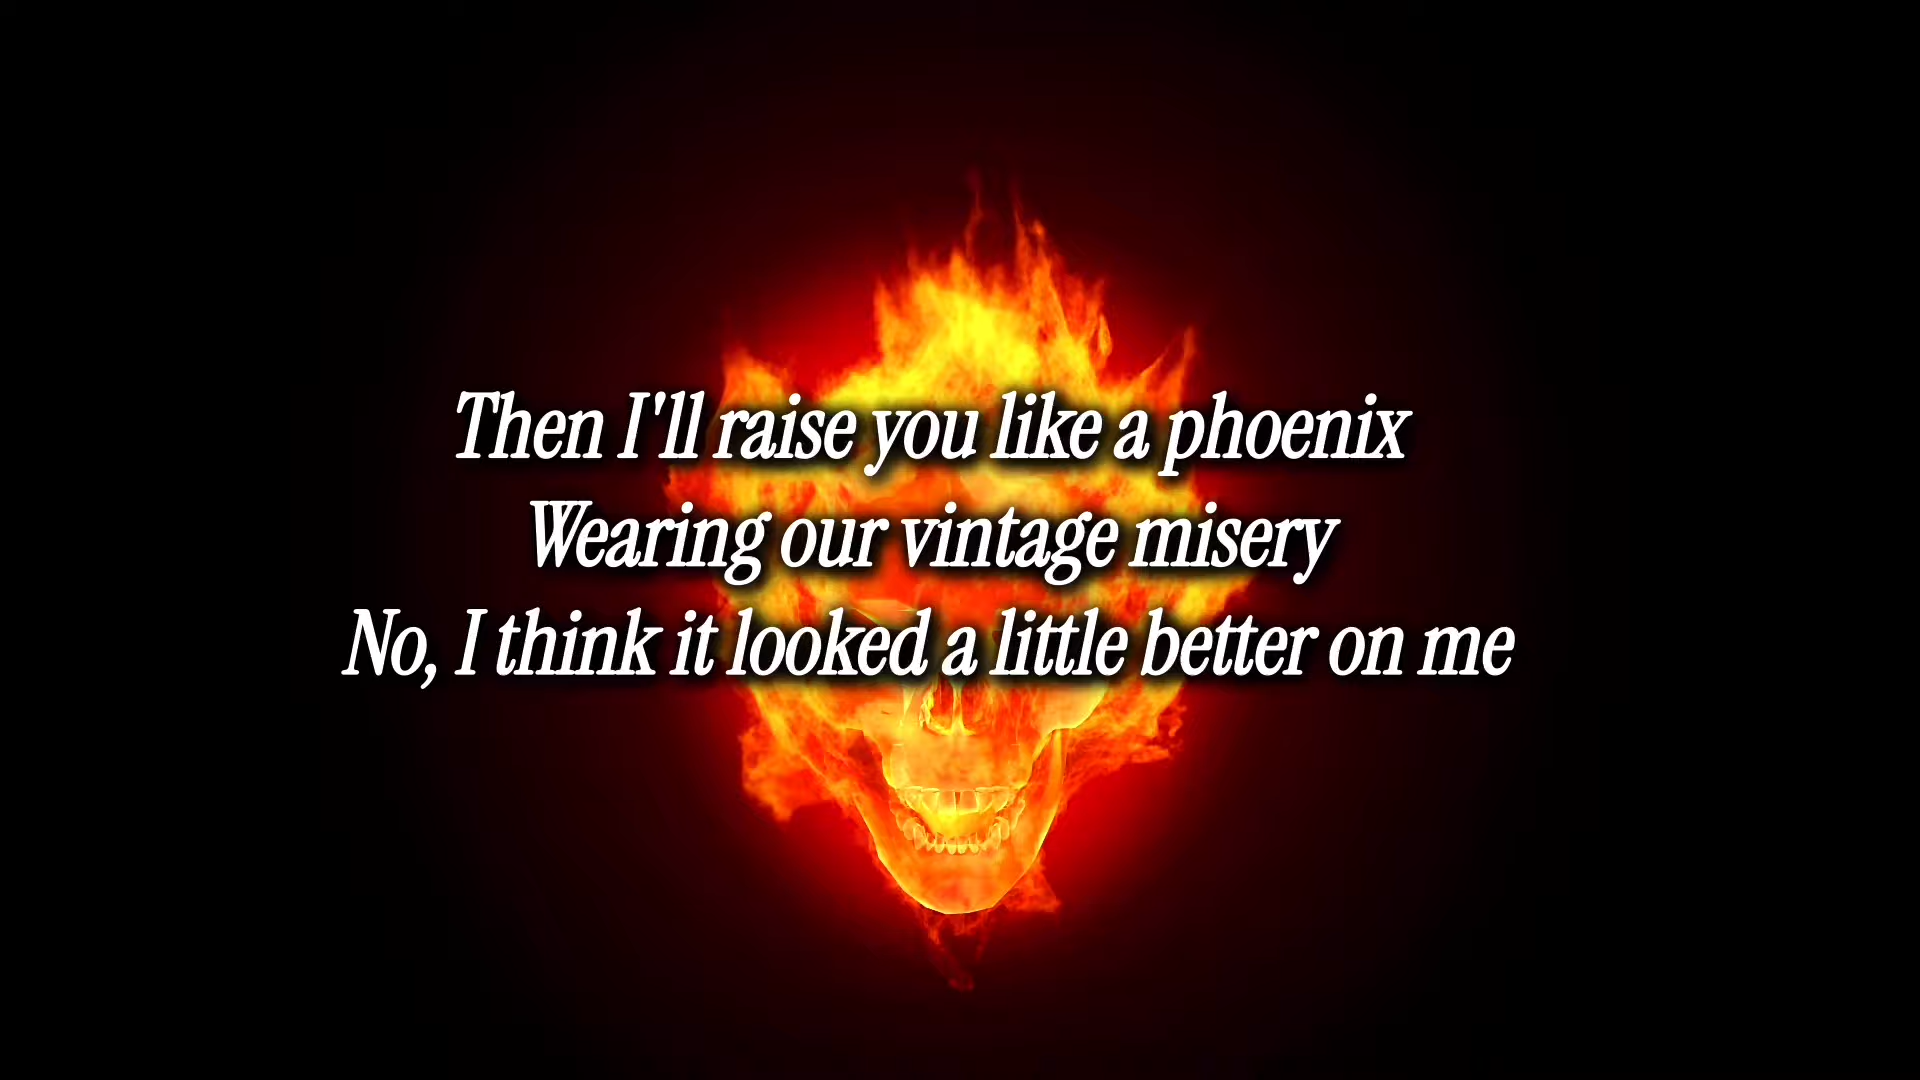 Then I'll raise you like a phoenix
Wearing our vintage misery
No, I think it looked a little better on me